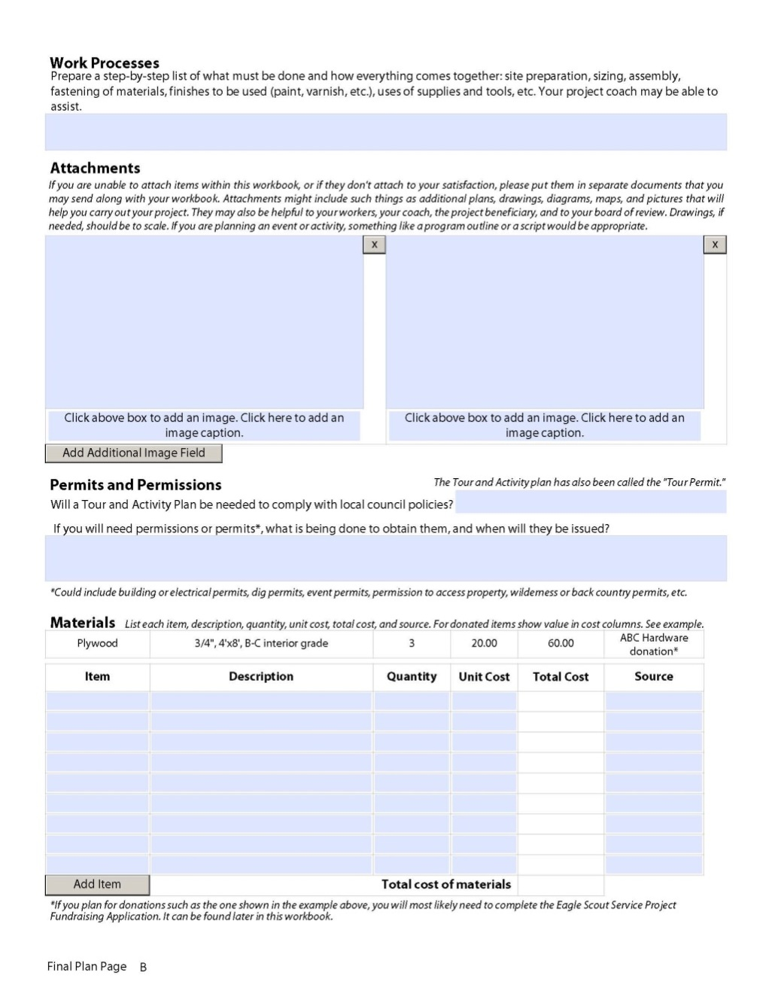 Work Processes
Prepare a step-by-step list of what must be done and how everything comes together: site preparation, sizing, assembly,
fastening of materials, finishes to be used (paint, varnish, etc.), uses of supplies and tools, etc. Your project coach may be able to
assist.
Attachments
If you are unable to attach items within this workbook, or if they don't attach to your satisfaction, please put them in separate documents that you
may send along with your workbook. Attachments might include such things as additional plans, drawings, diagrams, maps, and pictures that will
help you carry out your project. They may also be helpful to your workers, your coach, the project beneficiary, and to your board of review. Drawings, if
needed, should be to scale. If you are planning an event or activity, something like a program outline or a script would be appropriate.
X X
Click above box to add an image. Click here to add an
image caption.
Click above box to add an image. Click here to add an
image caption.
Add Additional Image Field
Permits and Permissions The Tour and Activity plan has also been called the "Tour Permit."
Will a Tour and Activity Plan be needed to comply with local council policies?
If you will need permissions or permits*, what is being done to obtain them, and when will they be issued?
*Could include building or electrical permits, dig permits, event permits, permission to access property, wilderness or back country permits, etc.
Materials List each item, description, quantity, unit cost, total cost, and source. For donated items show value in cost columns. See example.
Plywood 3/4", 4'x8', B-C interior grade 3 20.00 60.00 ABC Hardware
donation*
Item Description Quantity Unit Cost Total Cost Source
Add Item Total cost of materials
*If you plan for donations such as the one shown in the example above, you will most likely need to complete the Eagle Scout Service Project
Fundraising Application. It can be found later in this workbook.
Final Plan Page B